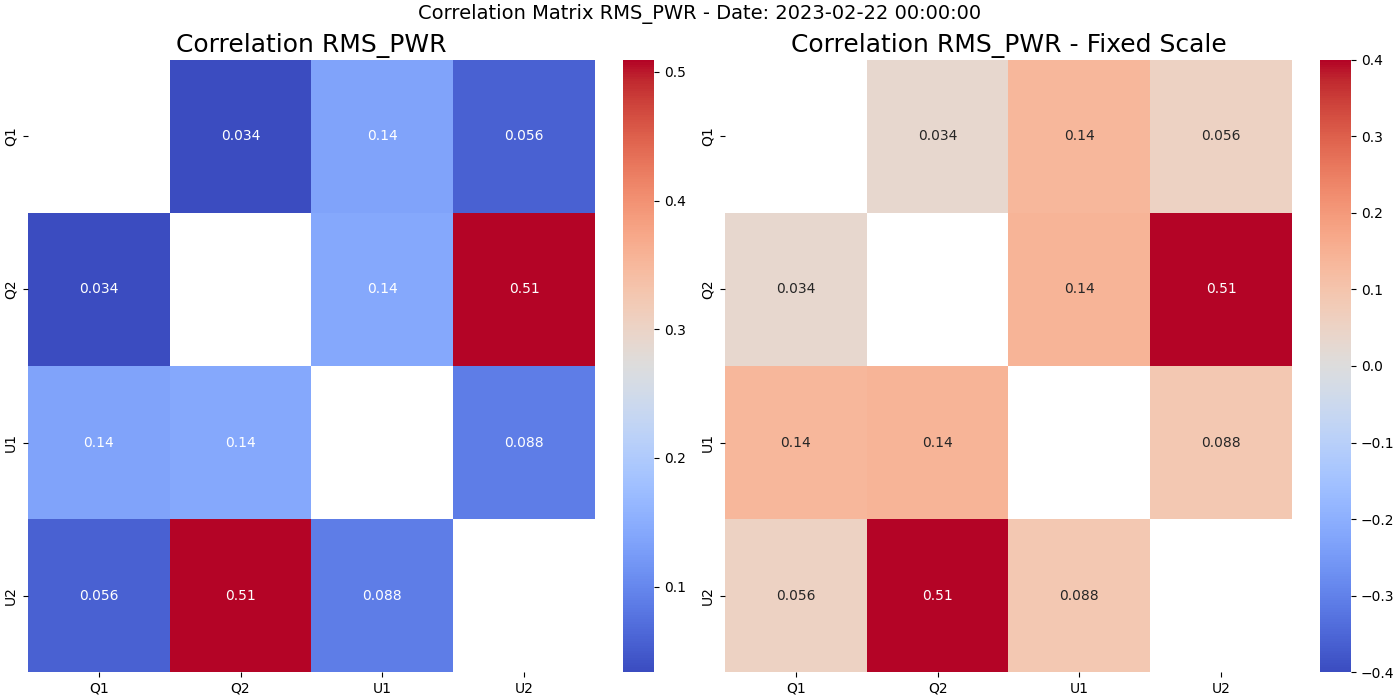 Correlation Matrix RMS_PWR - Date: 2023-02-22 00:00:00
Correlation RMS_PWR
Q1
0.034
0.14
0.056
Q2
0.034
0.14
0.51
U1
0.14
0.14
0.088
U2
0.056
0.51
0.088
Q1
Q2
U1
U2
0.5
0.4
0.3
0.2
0.1
Correlation RMS_PWR - Fixed Scale
Q1
0.034
0.14
0.056
Q2
0.034
0.14
0.51
U1
0.14
0.14
0.088
U2
0.056
0.51
0.088
Q1
Q2
U1
U2
0.4
0.3
0.2
0.1
0.0
−0.1
−0.2
−0.3
−0.4